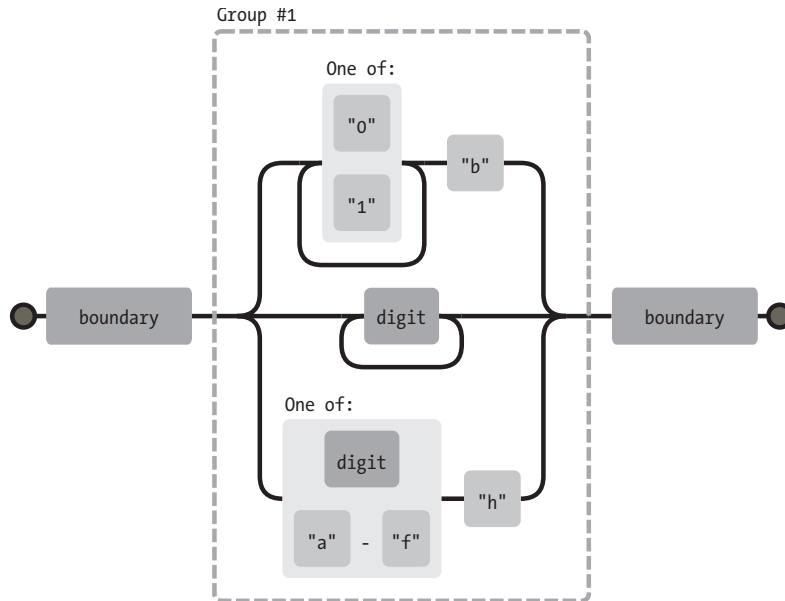 Group #1
One of:
"0"
"1"
"b"
boundary
digit
boundary
One of:
digit
"a" - "f"
"h"